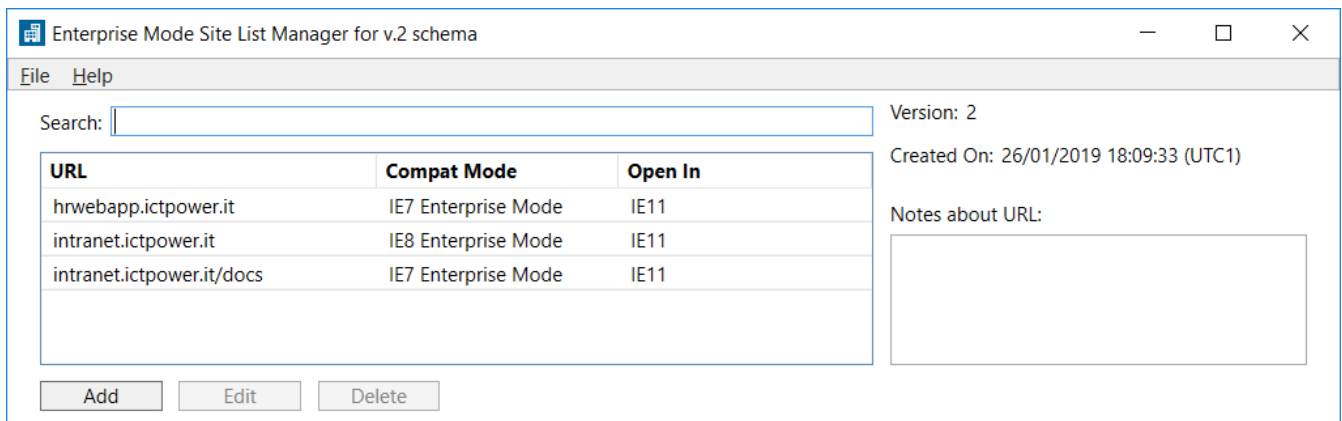 Enterprise Mode Site List Manager for v.2 schema
File Help
Search:
Version: 2
Created On: 26/01/2019 18:09:33 (UTC1)
URL Compat Mode Open In
hrwebapp.ictpower.it IE7 Enterprise Mode IE11
intranet.ictpower.it IE8 Enterprise Mode IE11
intranet.ictpower.it/docs IE7 Enterprise Mode IE11
Notes about URL:
Add Edit Delete